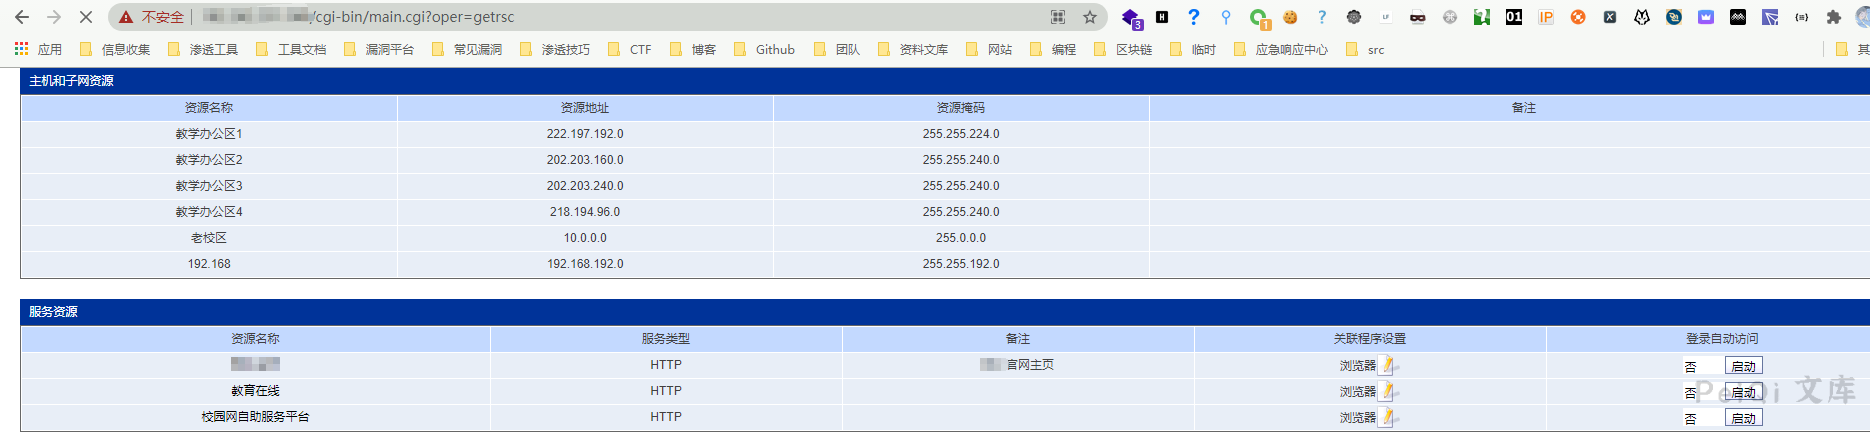 不安全 /cgi-bin/main.cgi?oper=getrsc
应用 信息收集 渗透工具 工具文档 漏洞平台 常见漏洞 渗透技巧 CTF 博客 Github 团队 资料文库 网站 编程 区块链 临时 应急响应中心 src 其
主机和子网资源
资源名称 资源地址 资源掩码 备注
教学办公区1 222.197.192.0 255.255.224.0
教学办公区2 202.203.160.0 255.255.240.0
教学办公区3 202.203.240.0 255.255.240.0
教学办公区4 218.194.96.0 255.255.240.0
老校区 10.0.0.0 255.0.0.0
192.168 192.168.192.0 255.255.192.0
服务资源
资源名称 服务类型 备注 关联程序设置 登录自动访问
HTTP 官网主页 浏览器 否 启动
教育在线 HTTP 浏览器 否 启动
校园网自助服务平台 HTTP 浏览器 否 启动
PeiQi 文库